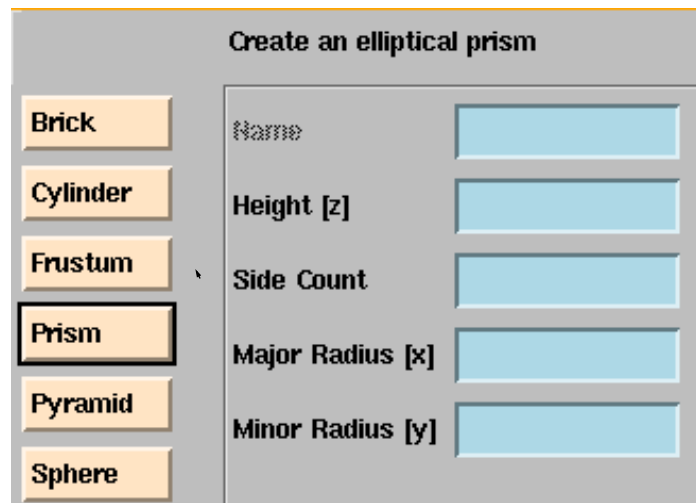 Create an elliptical prism
Brick
Cylinder
Frustum
Prism
Pyramid
Sphere
Name
Height [z]
Side Count
Major Radius [x]
Minor Radius [y]